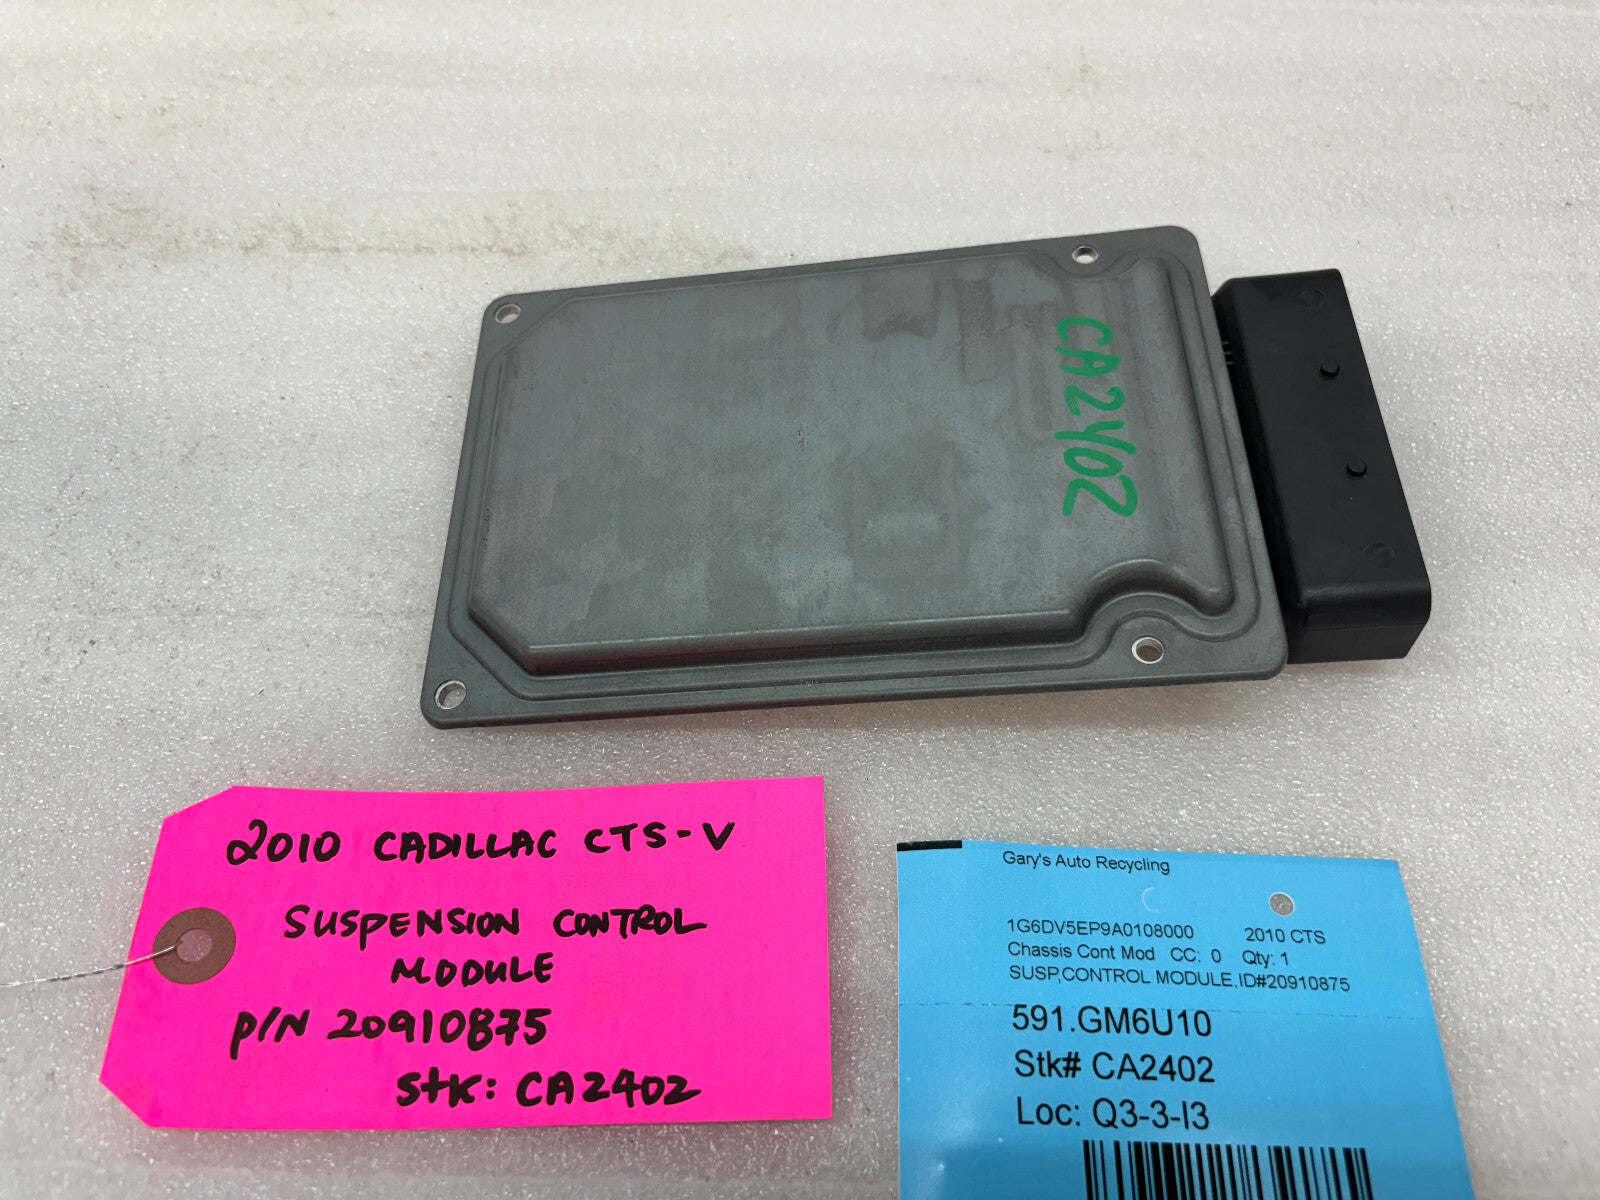 CA2402
2010 CADILLAC CTS-V
SUSPENSION CONTROL
MODULE
P/N 20910875
Stk: CA2402
Gary's Auto Recycling
1G6DV5EP9A0108000 2010 CTS
Chassis Cont Mod CC: 0 Qty: 1
SUSP,CONTROL MODULE,ID#20910875
591.GM6U10
Stk# CA2402
Loc: Q3-3-I3